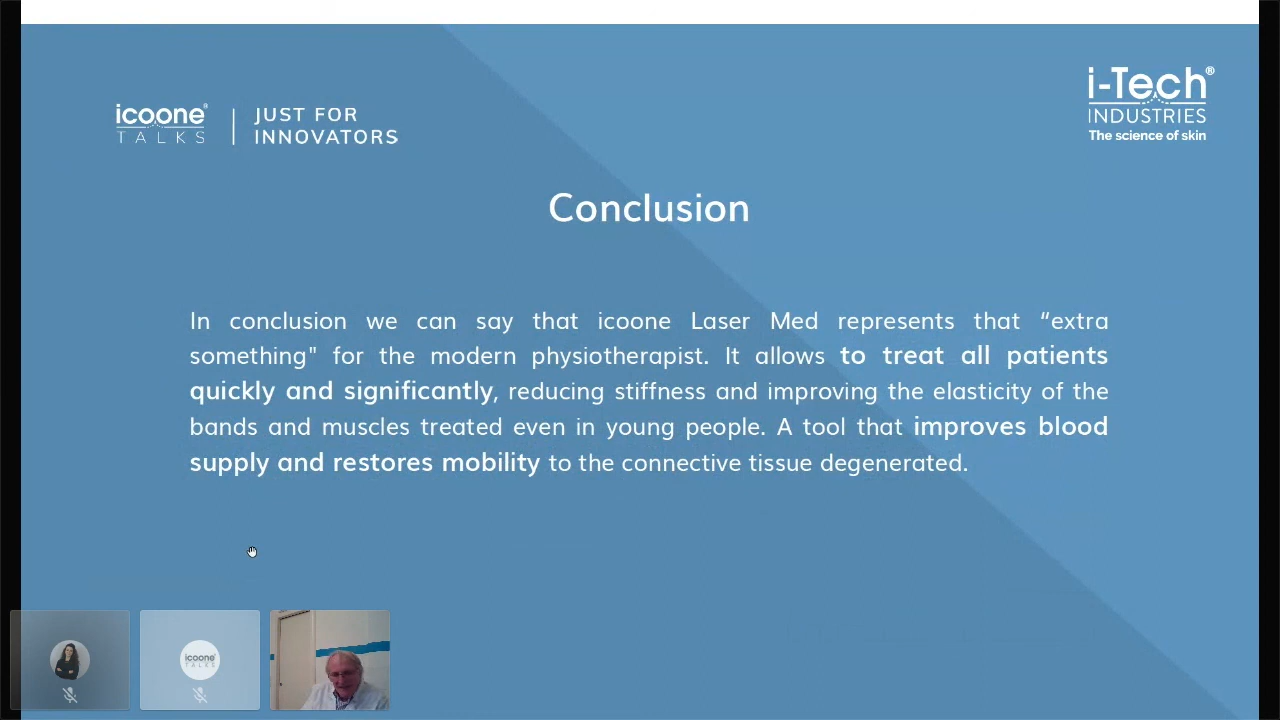 icoone®
TALKS
JUST FOR
INNOVATORS
i-Tech®
INDUSTRIES
The science of skin
Conclusion
In conclusion we can say that icoone Laser Med represents that “extra
something" for the modern physiotherapist. It allows to treat all patients
quickly and significantly, reducing stiffness and improving the elasticity of the
bands and muscles treated even in young people. A tool that improves blood
supply and restores mobility to the connective tissue degenerated.
icoone
TALKS